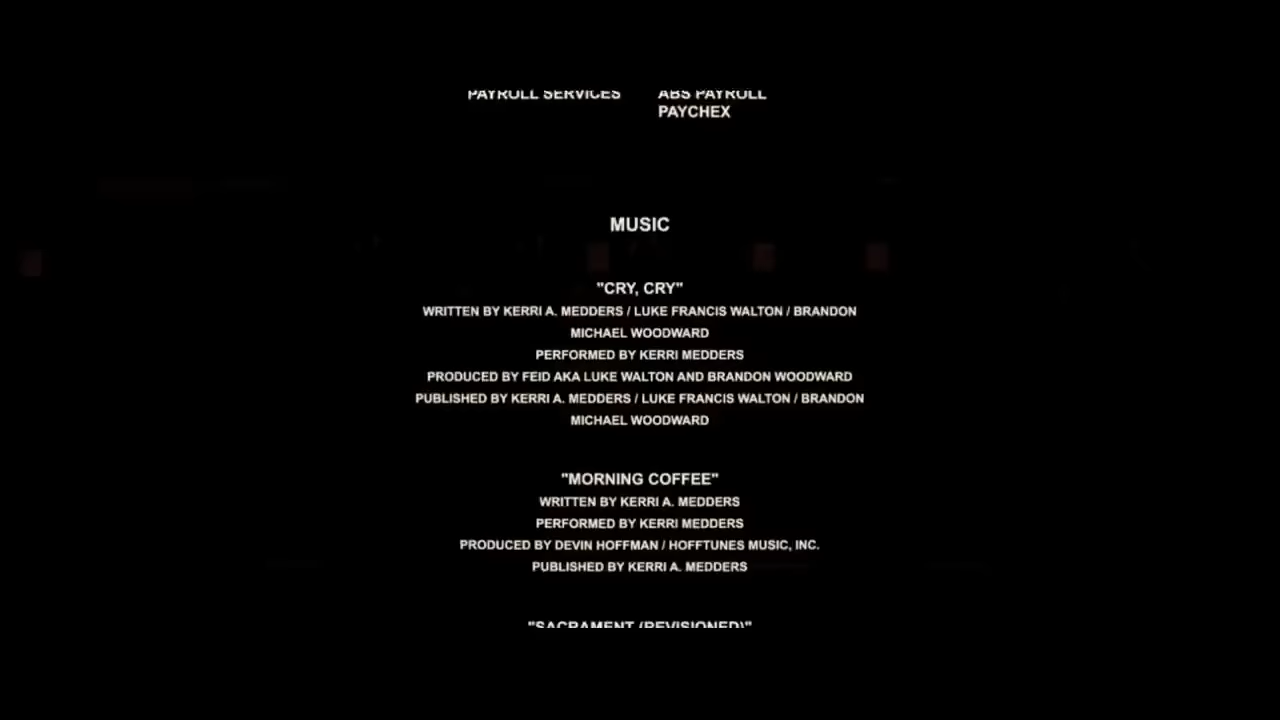 PAYROLL SERVICES ABS PAYROLL
PAYCHEX
MUSIC
"CRY, CRY"
WRITTEN BY KERRI A. MEDDERS / LUKE FRANCIS WALTON / BRANDON
MICHAEL WOODWARD
PERFORMED BY KERRI MEDDERS
PRODUCED BY FEID AKA LUKE WALTON AND BRANDON WOODWARD
PUBLISHED BY KERRI A. MEDDERS / LUKE FRANCIS WALTON / BRANDON
MICHAEL WOODWARD
"MORNING COFFEE"
WRITTEN BY KERRI A. MEDDERS
PERFORMED BY KERRI MEDDERS
PRODUCED BY DEVIN HOFFMAN / HOFFTUNES MUSIC, INC.
PUBLISHED BY KERRI A. MEDDERS
"SACRAMENT (REVISIONED)"